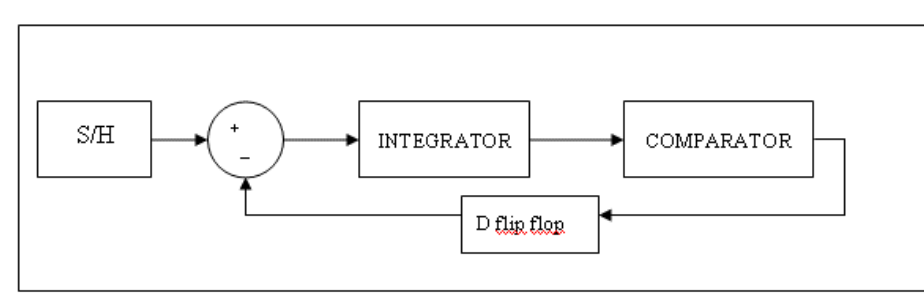 S/H
+
−
INTEGRATOR
COMPARATOR
D flip flop